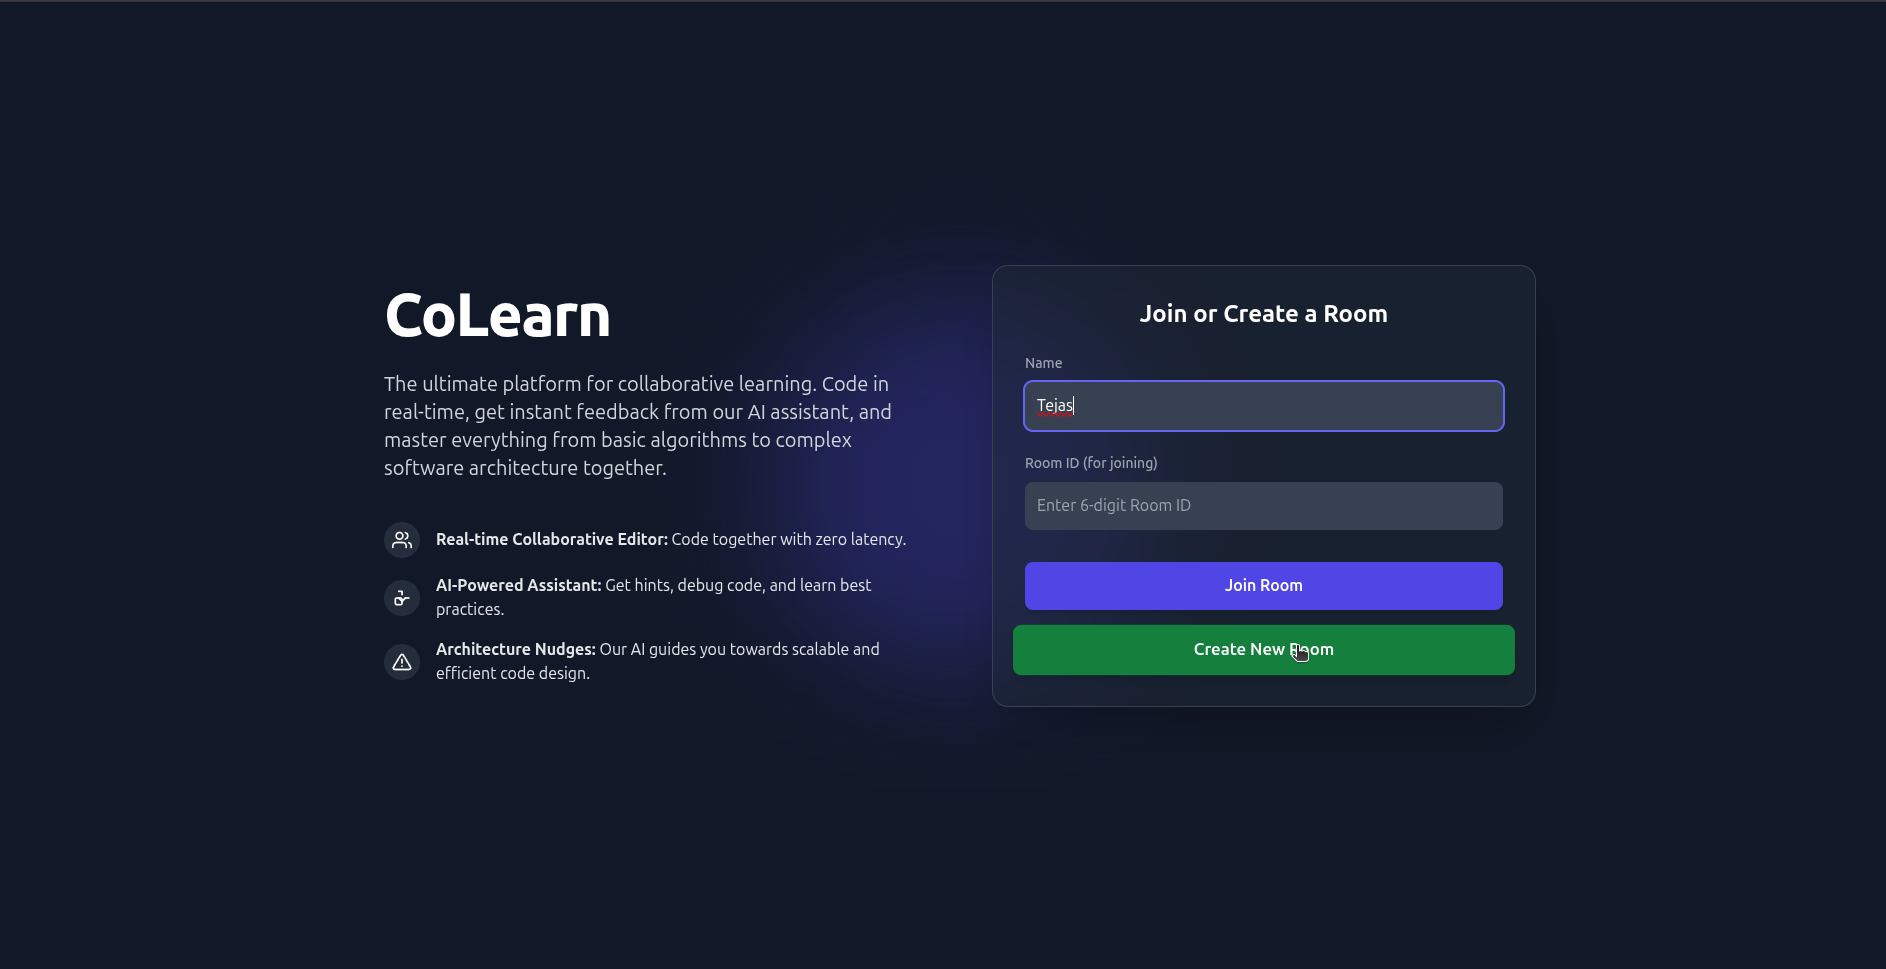 CoLearn
The ultimate platform for collaborative learning. Code in
real-time, get instant feedback from our AI assistant, and
master everything from basic algorithms to complex
software architecture together.
Real-time Collaborative Editor: Code together with zero latency.
AI-Powered Assistant: Get hints, debug code, and learn best
practices.
Architecture Nudges: Our AI guides you towards scalable and
efficient code design.
Join or Create a Room
Name
Tejas
Room ID (for joining)
Enter 6-digit Room ID
Join Room
Create New Room